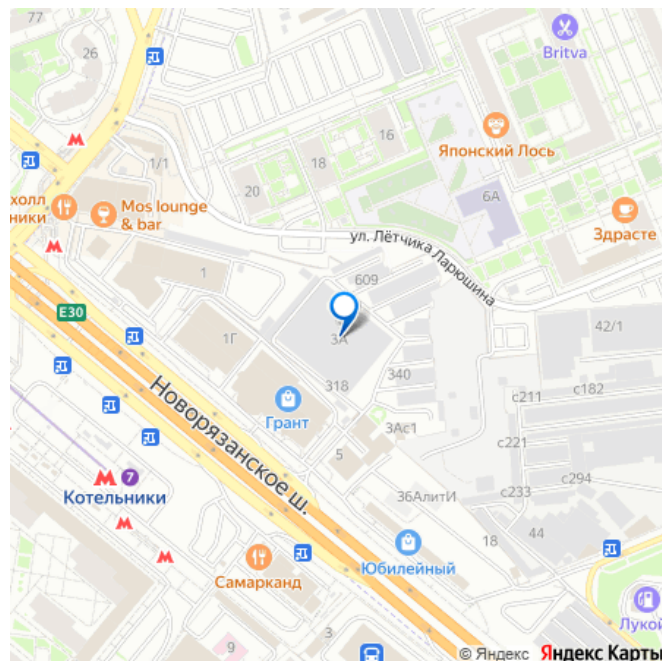 77
26
Britva
16
Японский Лось
18
1/1
20
6А
холл
ники
Mos lounge
& bar
Здрасте
ул. Лётчика Ларюшина
1
609
E30
42/1
1Г
3А
318
340
с211
с182
Грант
3Ас1
с221
Новорязанское ш.
5
с294
7
Котельники
36АлитИ
с233
44
18
Юбилейный
Самарканд
Лукой
3
9
© Яндекс Яндекс Карты